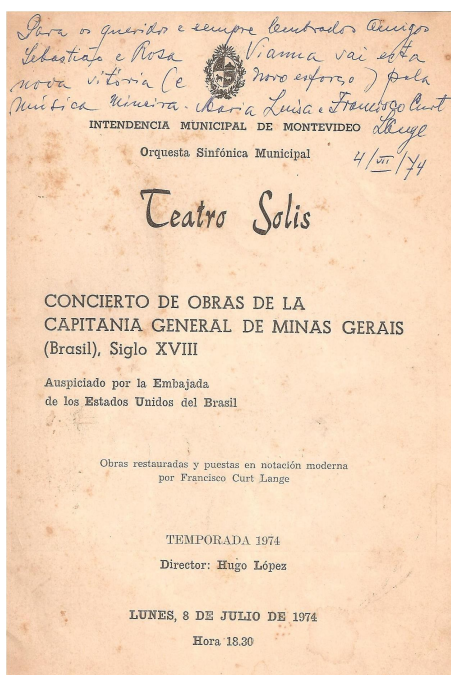 Para os queridos e sempre lembrados amigos
Sebastião e Rosa Vianna vai esta
nova vitória (e novo esforço) pela
música mineira. Maria Luisa e Francisco Curt
Lange
INTENDENCIA MUNICIPAL DE MONTEVIDEO
4/VII/74
Orquesta Sinfónica Municipal
Teatro Solis
CONCIERTO DE OBRAS DE LA
CAPITANIA GENERAL DE MINAS GERAIS
(Brasil), Siglo XVIII
Auspiciado por la Embajada
de los Estados Unidos del Brasil
Obras restauradas y puestas en notación moderna
por Francisco Curt Lange
TEMPORADA 1974
Director: Hugo López
LUNES, 8 DE JULIO DE 1974
Hora 18.30